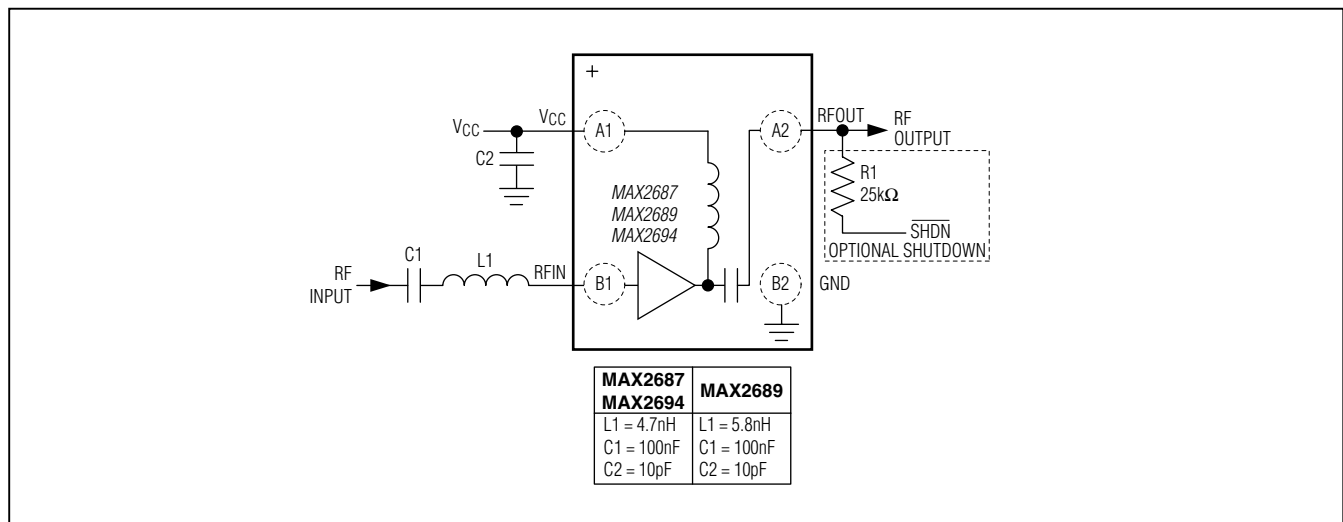 +
VCC
VCC
A1
A2
RFOUT
RF
OUTPUT
C2
R1
25kΩ
MAX2687
MAX2689
MAX2694
SHDN
OPTIONAL SHUTDOWN
C1
L1
RFIN
RF
INPUT
B1
B2
GND
MAX2687
MAX2694
MAX2689
L1 = 4.7nH
L1 = 5.8nH
C1 = 100nF
C1 = 100nF
C2 = 10pF
C2 = 10pF